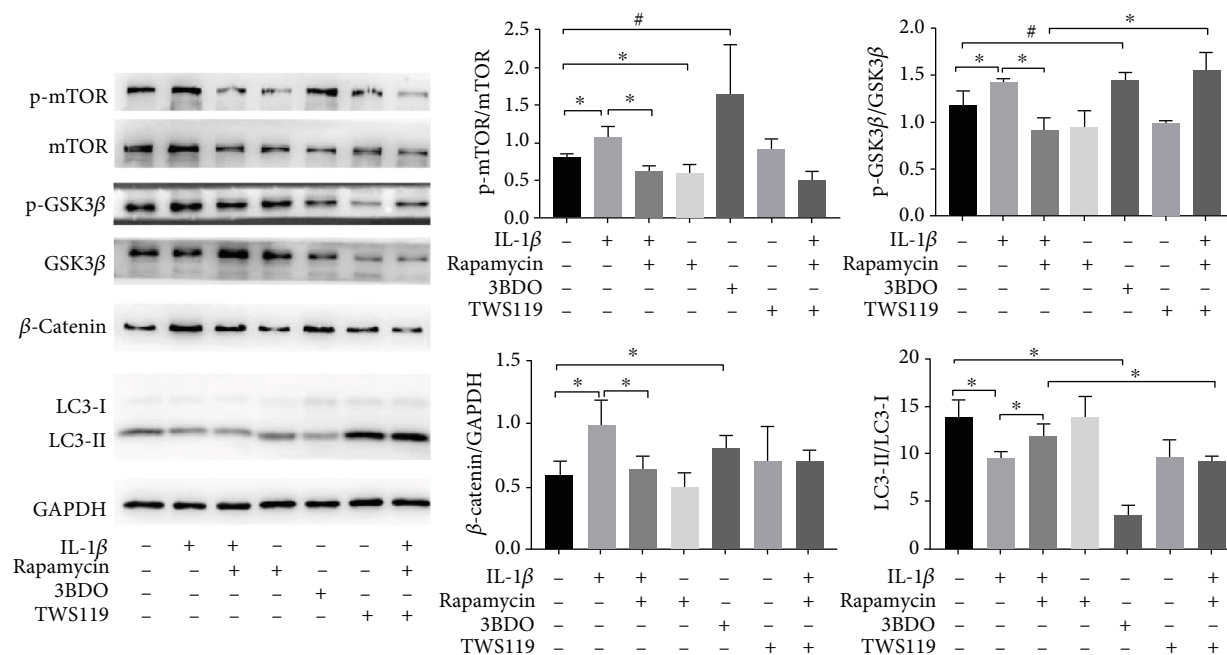 p-mTOR
mTOR
p-GSK3β
GSK3β
β-Catenin
LC3-I
LC3-II
GAPDH
IL-1β – + + – – – +
Rapamycin – – + + – – +
3BDO – – – – + – –
TWS119 – – – – – + +
p-mTOR/mTOR
2.5
2.0
1.5
1.0
0.5
0.0
#
*
* *
IL-1β – + + – – – +
Rapamycin – – + + – – +
3BDO – – – – + – –
TWS119 – – – – – + +
p-GSK3β/GSK3β
2.0
1.5
1.0
0.5
0.0
*
#
* *
IL-1β – + + – – – +
Rapamycin – – + + – – +
3BDO – – – – + – –
TWS119 – – – – – + +
β-catenin/GAPDH
1.5
1.0
0.5
0.0
*
* *
IL-1β – + + – – – +
Rapamycin – – + + – – +
3BDO – – – – + – –
TWS119 – – – – – + +
LC3-II/LC3-I
20
15
10
5
0
*
* *
*
IL-1β – + + – – – +
Rapamycin – – + + – – +
3BDO – – – – + – –
TWS119 – – – – – + +